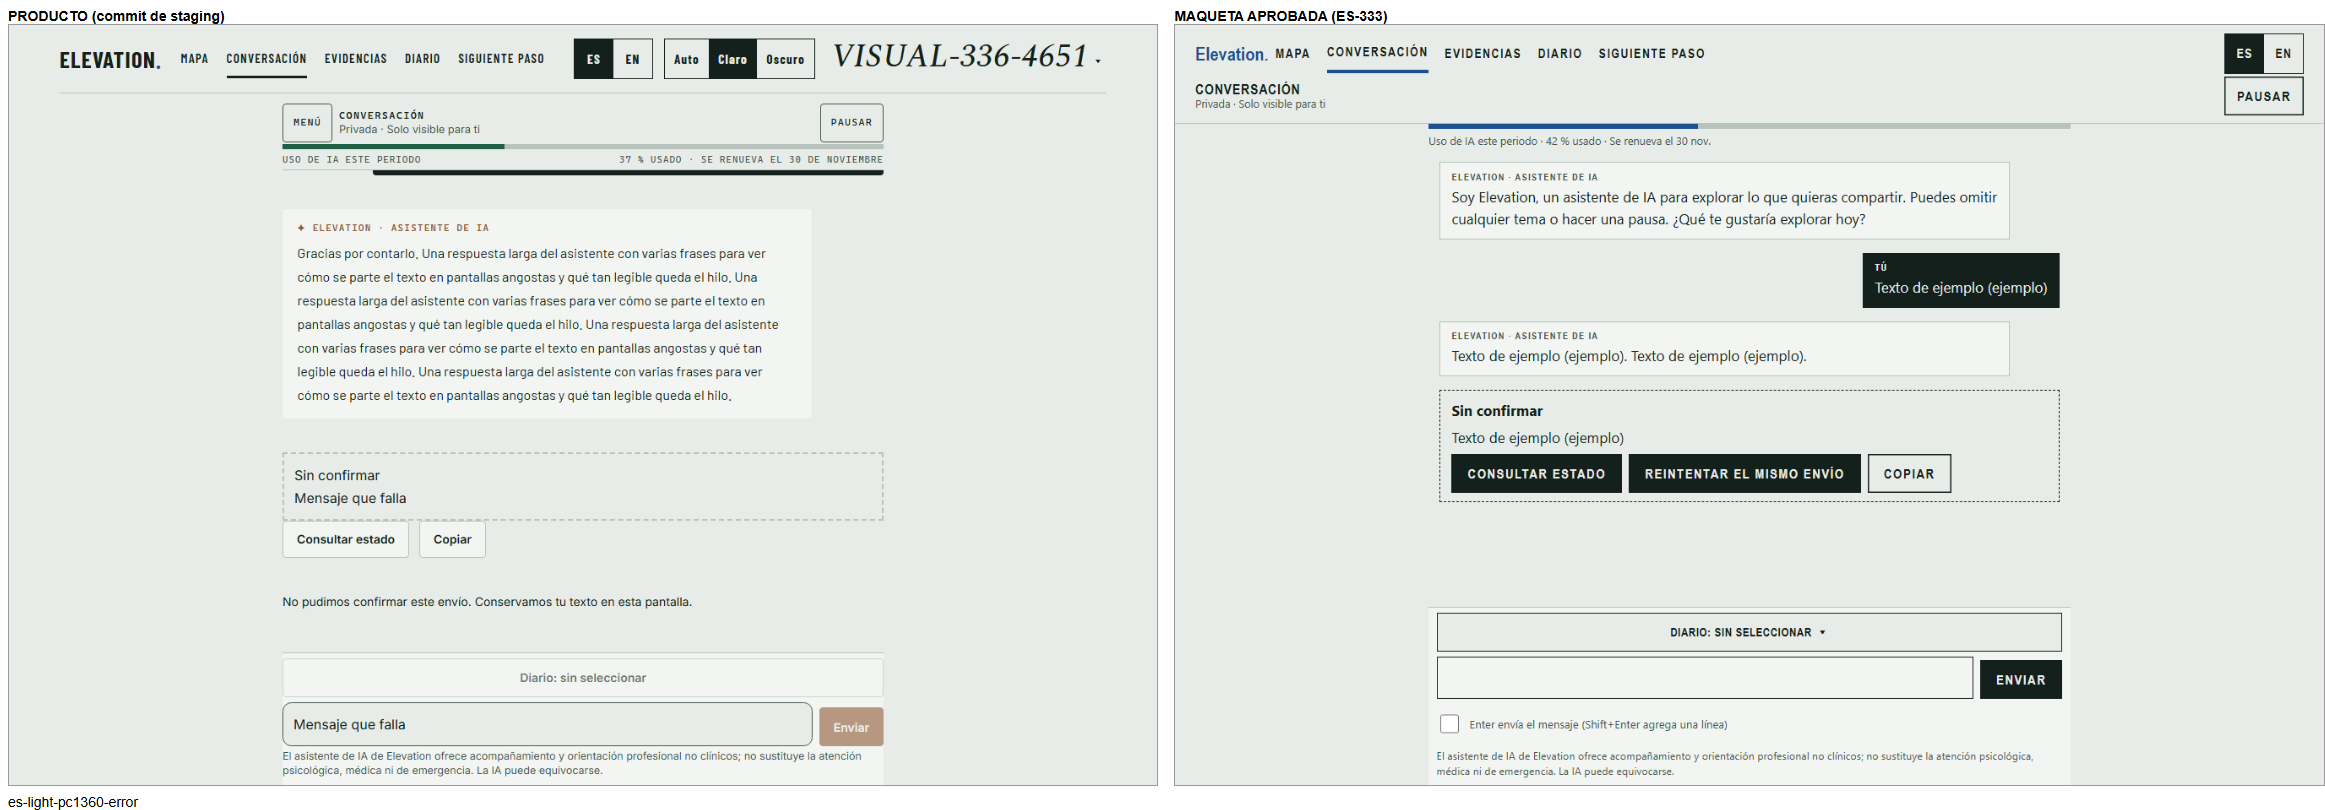 PRODUCTO (commit de staging)
ELEVATION.
MAPA
CONVERSACIÓN
EVIDENCIAS
DIARIO
SIGUIENTE PASO
ES
EN
Auto
Claro
Oscuro
VISUAL-336-4651
MENÚ
CONVERSACIÓN
Privada · Solo visible para ti
PAUSAR
USO DE IA ESTE PERIODO
37 % USADO · SE RENUEVA EL 30 DE NOVIEMBRE
✦ ELEVATION · ASISTENTE DE IA
Gracias por contarlo. Una respuesta larga del asistente con varias frases para ver
cómo se parte el texto en pantallas angostas y qué tan legible queda el hilo. Una
respuesta larga del asistente con varias frases para ver cómo se parte el texto en
pantallas angostas y qué tan legible queda el hilo. Una respuesta larga del asistente
con varias frases para ver cómo se parte el texto en pantallas angostas y qué tan
legible queda el hilo. Una respuesta larga del asistente con varias frases para ver
cómo se parte el texto en pantallas angostas y qué tan legible queda el hilo.
Sin confirmar
Mensaje que falla
Consultar estado
Copiar
No pudimos confirmar este envío. Conservamos tu texto en esta pantalla.
Diario: sin seleccionar
Mensaje que falla
Enviar
El asistente de IA de Elevation ofrece acompañamiento y orientación profesional no clínicos; no sustituye la atención
psicológica, médica ni de emergencia. La IA puede equivocarse.
es-light-pc1360-error
MAQUETA APROBADA (ES-333)
Elevation.
MAPA
CONVERSACIÓN
EVIDENCIAS
DIARIO
SIGUIENTE PASO
ES
EN
CONVERSACIÓN
Privada · Solo visible para ti
PAUSAR
Uso de IA este periodo · 42 % usado · Se renueva el 30 nov.
ELEVATION · ASISTENTE DE IA
Soy Elevation, un asistente de IA para explorar lo que quieras compartir. Puedes omitir
cualquier tema o hacer una pausa. ¿Qué te gustaría explorar hoy?
TÚ
Texto de ejemplo (ejemplo)
ELEVATION · ASISTENTE DE IA
Texto de ejemplo (ejemplo). Texto de ejemplo (ejemplo).
Sin confirmar
Texto de ejemplo (ejemplo)
CONSULTAR ESTADO
REINTENTAR EL MISMO ENVÍO
COPIAR
DIARIO: SIN SELECCIONAR
ENVIAR
Enter envía el mensaje (Shift+Enter agrega una línea)
El asistente de IA de Elevation ofrece acompañamiento y orientación profesional no clínicos; no sustituye la atención psicológica,
médica ni de emergencia. La IA puede equivocarse.